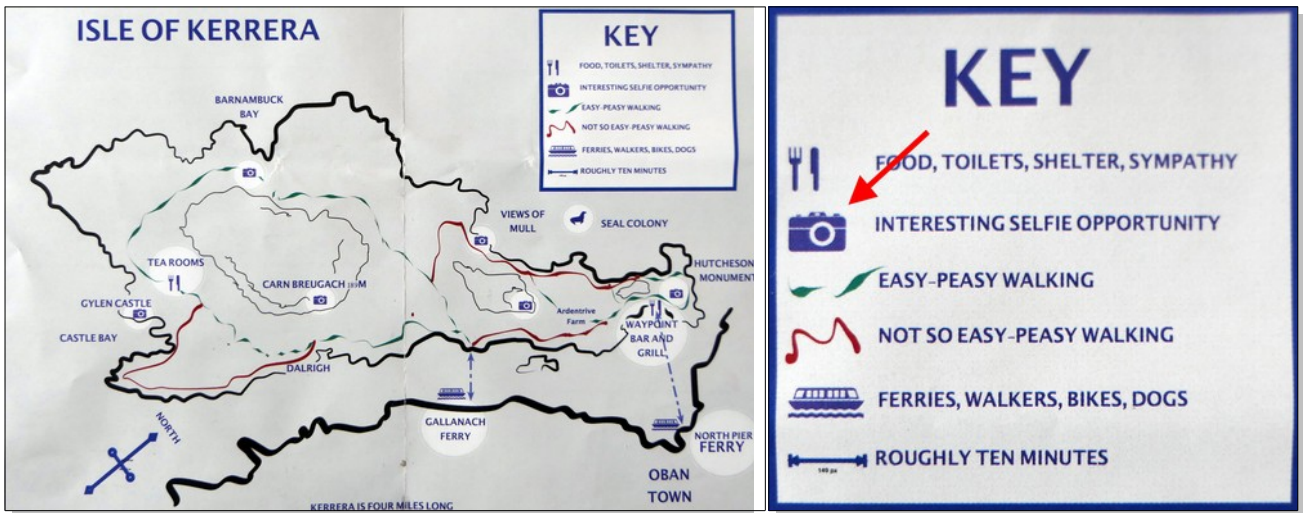 ISLE OF KERRERA
KEY
FOOD, TOILETS, SHELTER, SYMPATHY
INTERESTING SELFIE OPPORTUNITY
EASY-PEASY WALKING
NOT SO EASY-PEASY WALKING
FERRIES, WALKERS, BIKES, DOGS
ROUGHLY TEN MINUTES
BARNAMBUCK
BAY
VIEWS OF
MULL
SEAL COLONY
HUTCHESON
MONUMENT
TEA ROOMS
CARN BREUGACH
GYLEN CASTLE
CASTLE BAY
Ardentrive
Farm
WAYPOINT
BAR AND
GRILL
DALRIGH
NORTH
GALLANACH
FERRY
NORTH PIER
FERRY
OBAN
TOWN
KERRERA IS FOUR MILES LONG
KEY
FOOD, TOILETS, SHELTER, SYMPATHY
INTERESTING SELFIE OPPORTUNITY
EASY-PEASY WALKING
NOT SO EASY-PEASY WALKING
FERRIES, WALKERS, BIKES, DOGS
ROUGHLY TEN MINUTES
149 px